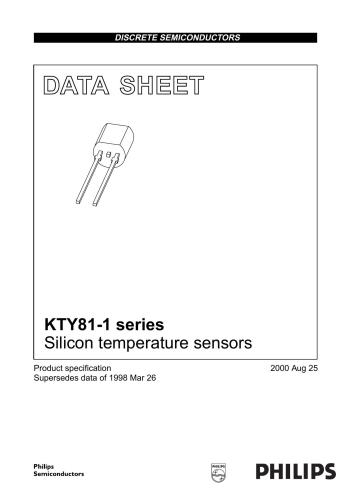 DISCRETE SEMICONDUCTORS
DATA SHEET
KTY81-1 series
Silicon temperature sensors
Product specification
Supersedes data of 1998 Mar 26
2000 Aug 25
Philips
Semiconductors
PHILIPS
PHILIPS